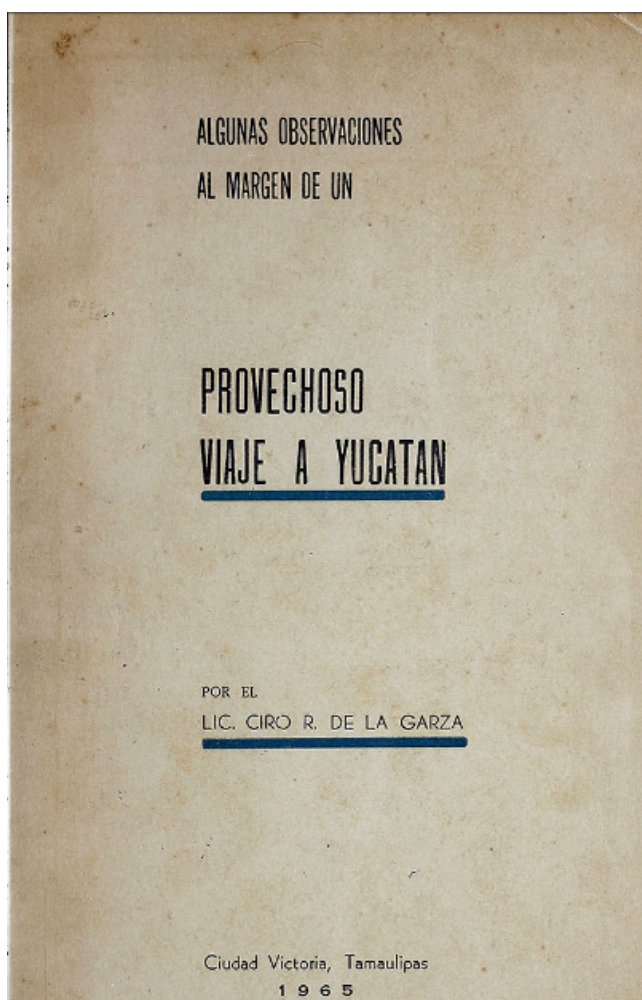 ALGUNAS OBSERVACIONES
AL MARGEN DE UN
PROVECHOSO
VIAJE A YUCATAN
POR EL
LIC. CIRO R. DE LA GARZA
Ciudad Victoria, Tamaulipas
1965